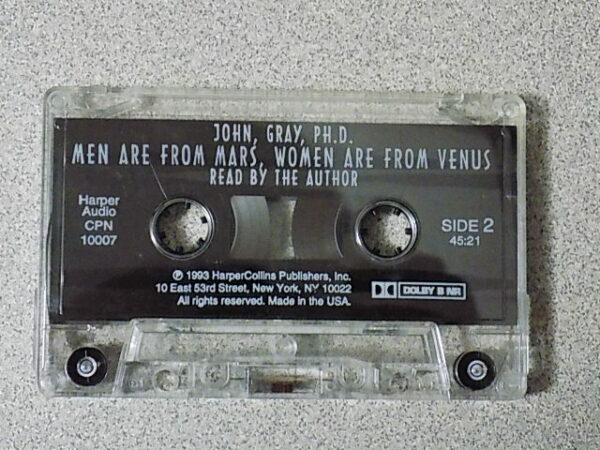 JOHN, GRAY, PH.D.
MEN ARE FROM MARS, WOMEN ARE FROM VENUS
READ BY THE AUTHOR
Harper
Audio
CPN
10007
SIDE 2
45:21
℗ 1993 HarperCollins Publishers, Inc.
10 East 53rd Street, New York, NY 10022
All rights reserved. Made in the USA.
DOLBY B NR